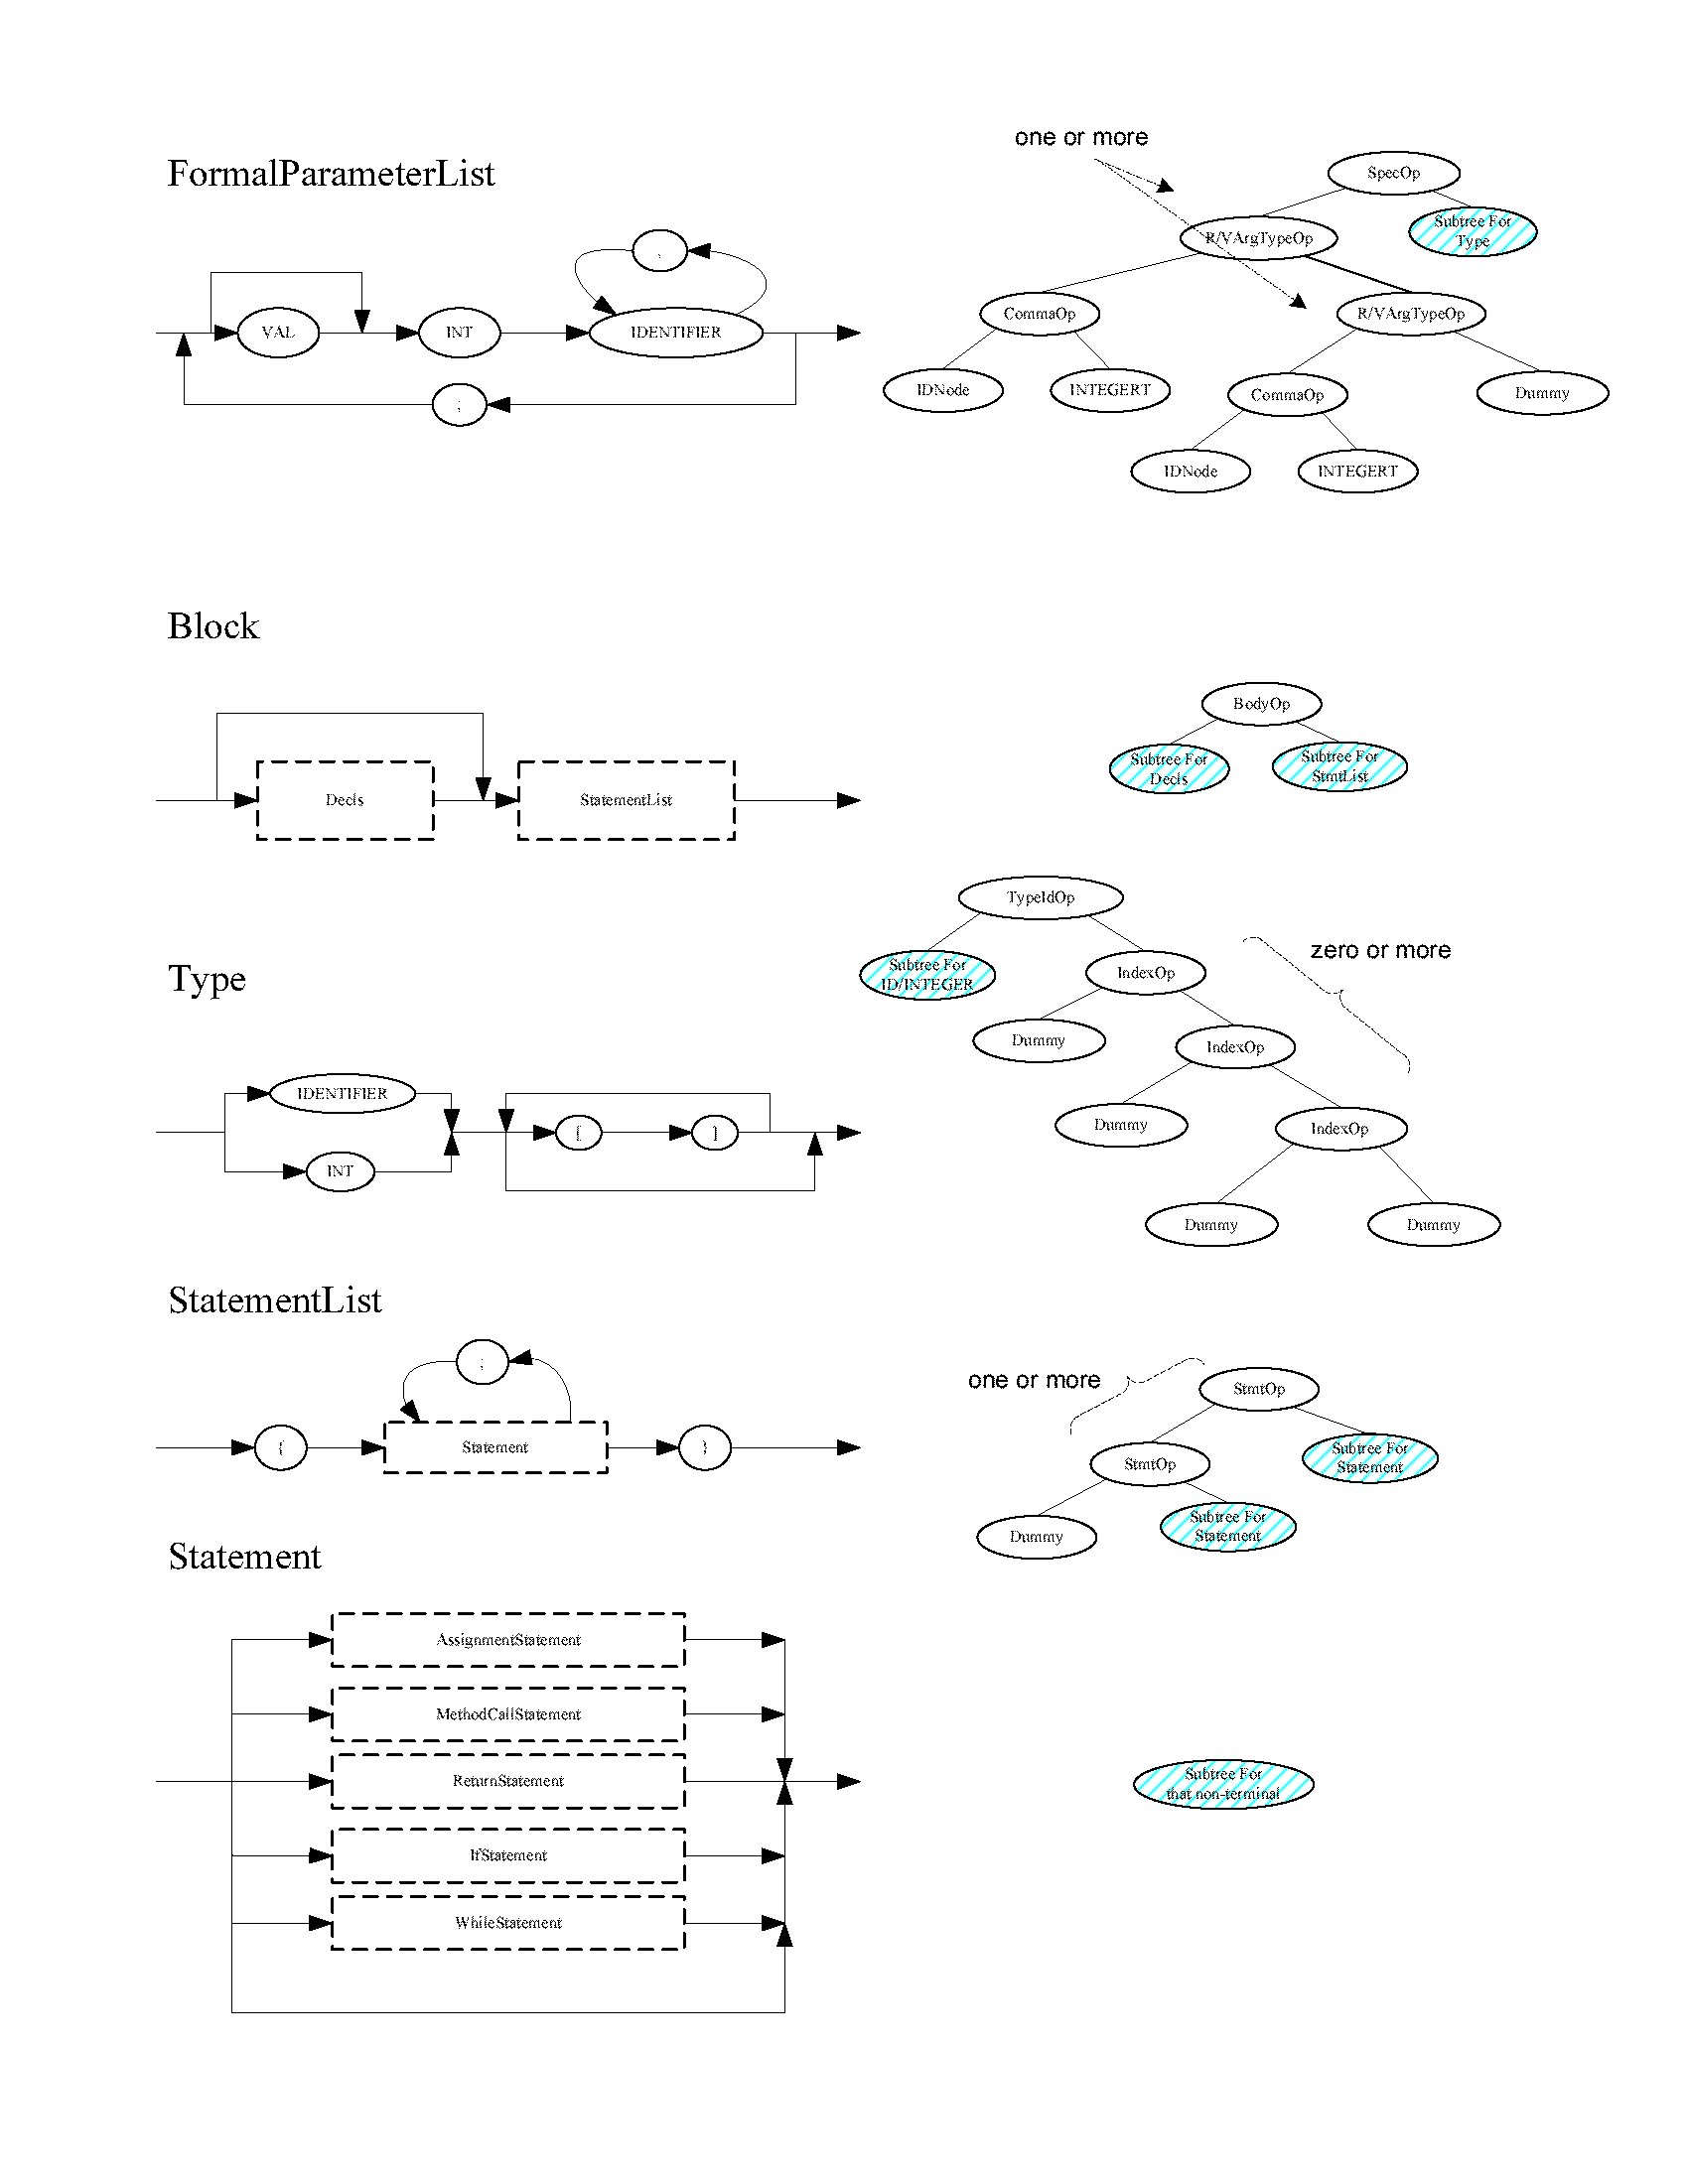 one or more
FormalParameterList
SpecOp
Subtree For
Type
R/VArgTypeOp
,
VAL
INT
IDENTIFIER
;
CommaOp
R/VArgTypeOp
IDNode
INTEGERT
CommaOp
Dummy
IDNode
INTEGERT
Block
Decls
StatementList
BodyOp
Subtree For
Decls
Subtree For
StmtList
Type
IDENTIFIER
INT
[
]
TypeIdOp
Subtree For
ID/INTEGER
IndexOp
zero or more
Dummy
IndexOp
Dummy
IndexOp
Dummy
Dummy
StatementList
;
{
Statement
}
one or more
StmtOp
StmtOp
Subtree For
Statement
Dummy
Subtree For
Statement
Statement
AssignmentStatement
MethodCallStatement
ReturnStatement
IfStatement
WhileStatement
Subtree For
that non-terminal